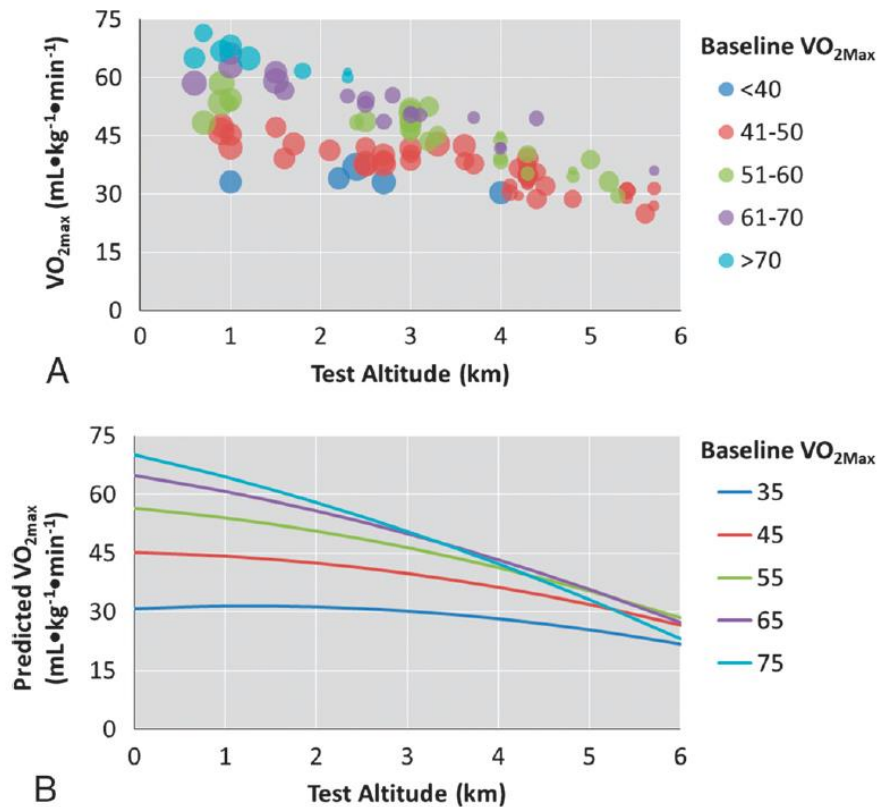 75
60
45
30
15
0
VO2max (mL•kg-1•min-1)
0 1 2 3 4 5 6
Test Altitude (km)
A
Baseline VO2Max
<40
41-50
51-60
61-70
>70
75
60
45
30
15
0
Predicted VO2max
(mL•kg-1•min-1)
0 1 2 3 4 5 6
Test Altitude (km)
B
Baseline VO2Max
35
45
55
65
75